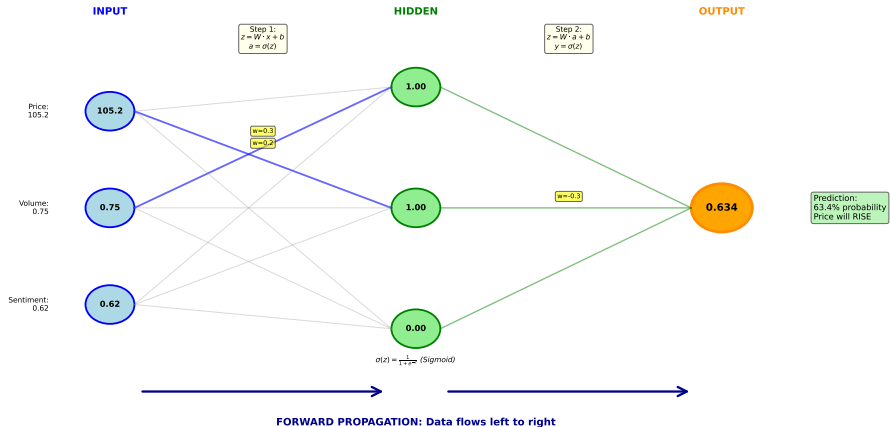 INPUT
HIDDEN
OUTPUT
Step 1:
z = W · x + b
a = σ(z)
Step 2:
z = W · a + b
y = σ(z)
Price:
105.2
105.2
1.00
w=0.3
w=0.2
Volume:
0.75
0.75
1.00
w=-0.3
0.634
Prediction:
63.4% probability
Price will RISE
Sentiment:
0.62
0.62
0.00
σ(z) = 1/(1+e⁻ᶻ) (Sigmoid)
FORWARD PROPAGATION: Data flows left to right